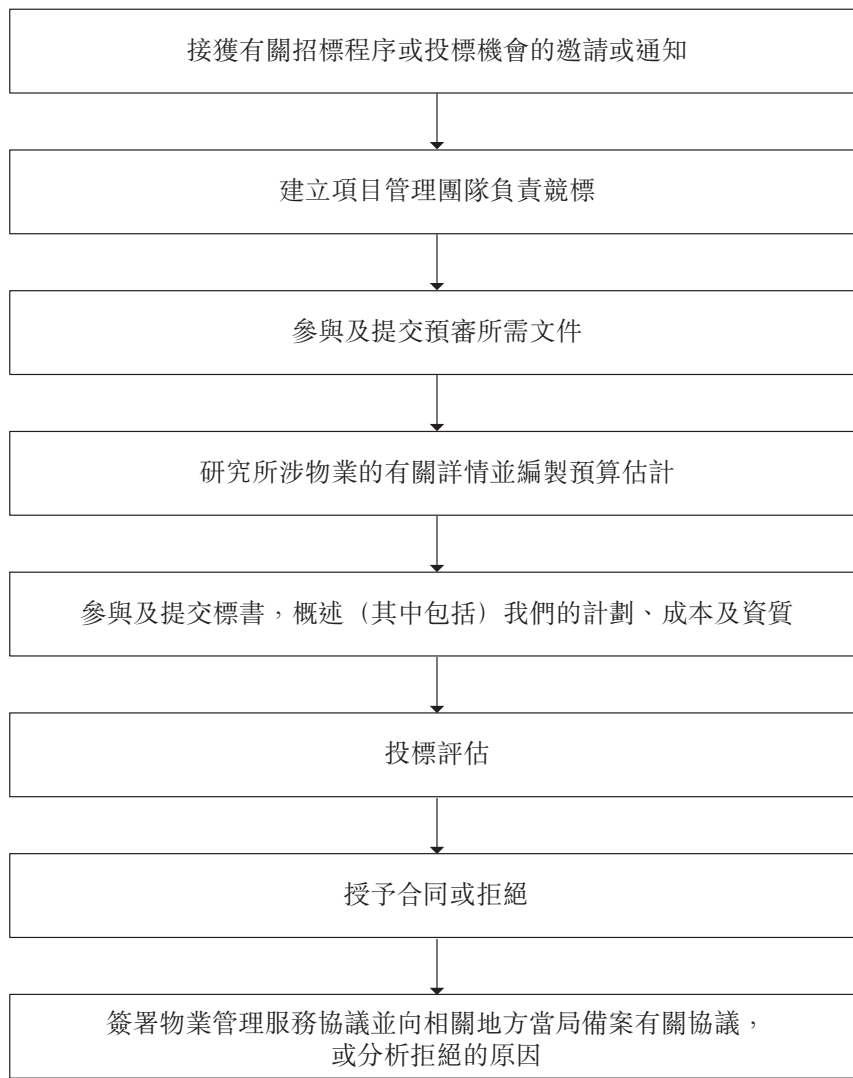 接獲有關招標程序或投標機會的邀請或通知
建立項目管理團隊負責競標
參與及提交預審所需文件
研究所涉物業的有關詳情並編製預算估計
參與及提交標書，概述（其中包括）我們的計劃、成本及資質
投標評估
授予合同或拒絕
簽署物業管理服務協議並向相關地方當局備案有關協議，
或分析拒絕的原因